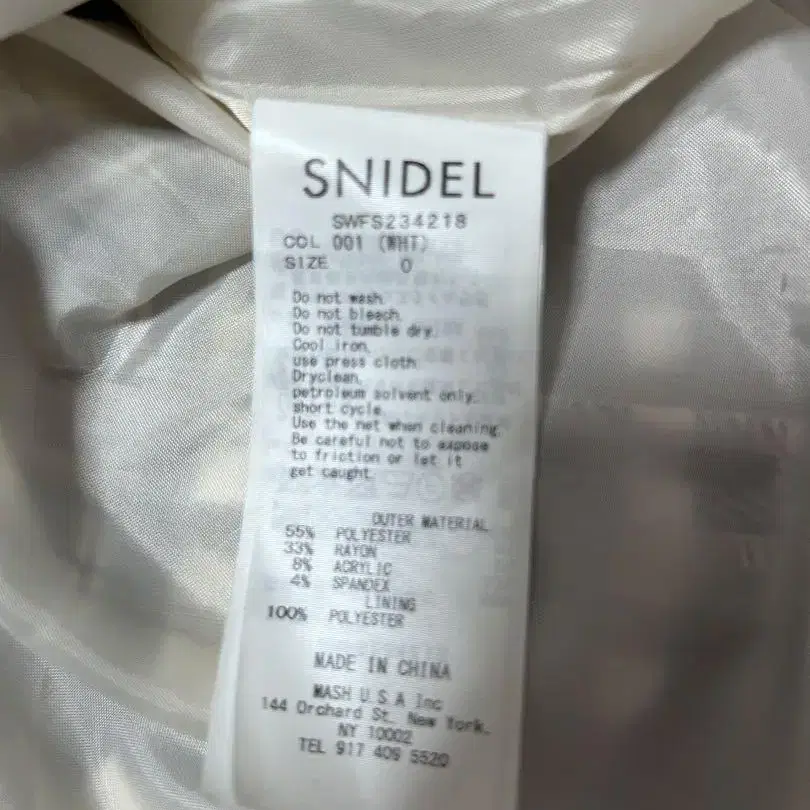 SNIDEL
SWFS234218
COL 001 (WHT)
SIZE 0
Do not wash.
Do not bleach.
Do not tumble dry.
Cool iron,
use press cloth.
Dryclean,
petroleum solvent only,
short cycle.
Use the net when cleaning.
Be careful not to expose
to friction or let it
get caught.
OUTER MATERIAL
55% POLYESTER
33% RAYON
8% ACRYLIC
4% SPANDEX
LINING
100% POLYESTER
MADE IN CHINA
MASH U S A Inc
144 Orchard St. New York,
NY 10002
TEL 917 409 5520